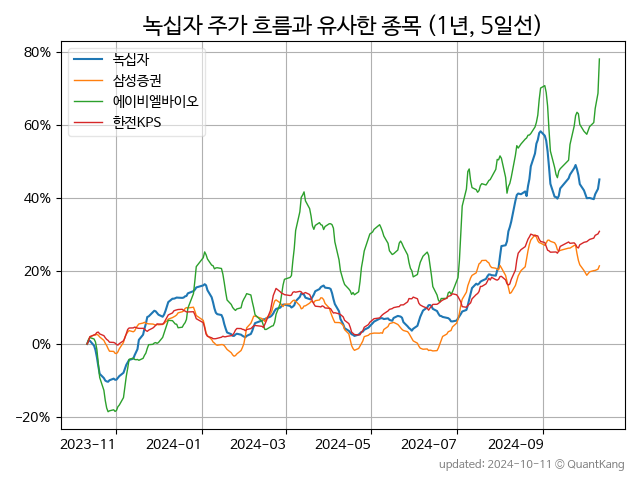 녹십자 주가 흐름과 유사한 종목 (1년, 5일선)
녹십자
삼성증권
에이비엘바이오
한전KPS
80%
60%
40%
20%
0%
−20%
2023-11
2024-01
2024-03
2024-05
2024-07
2024-09
updated: 2024-10-11 © QuantKang